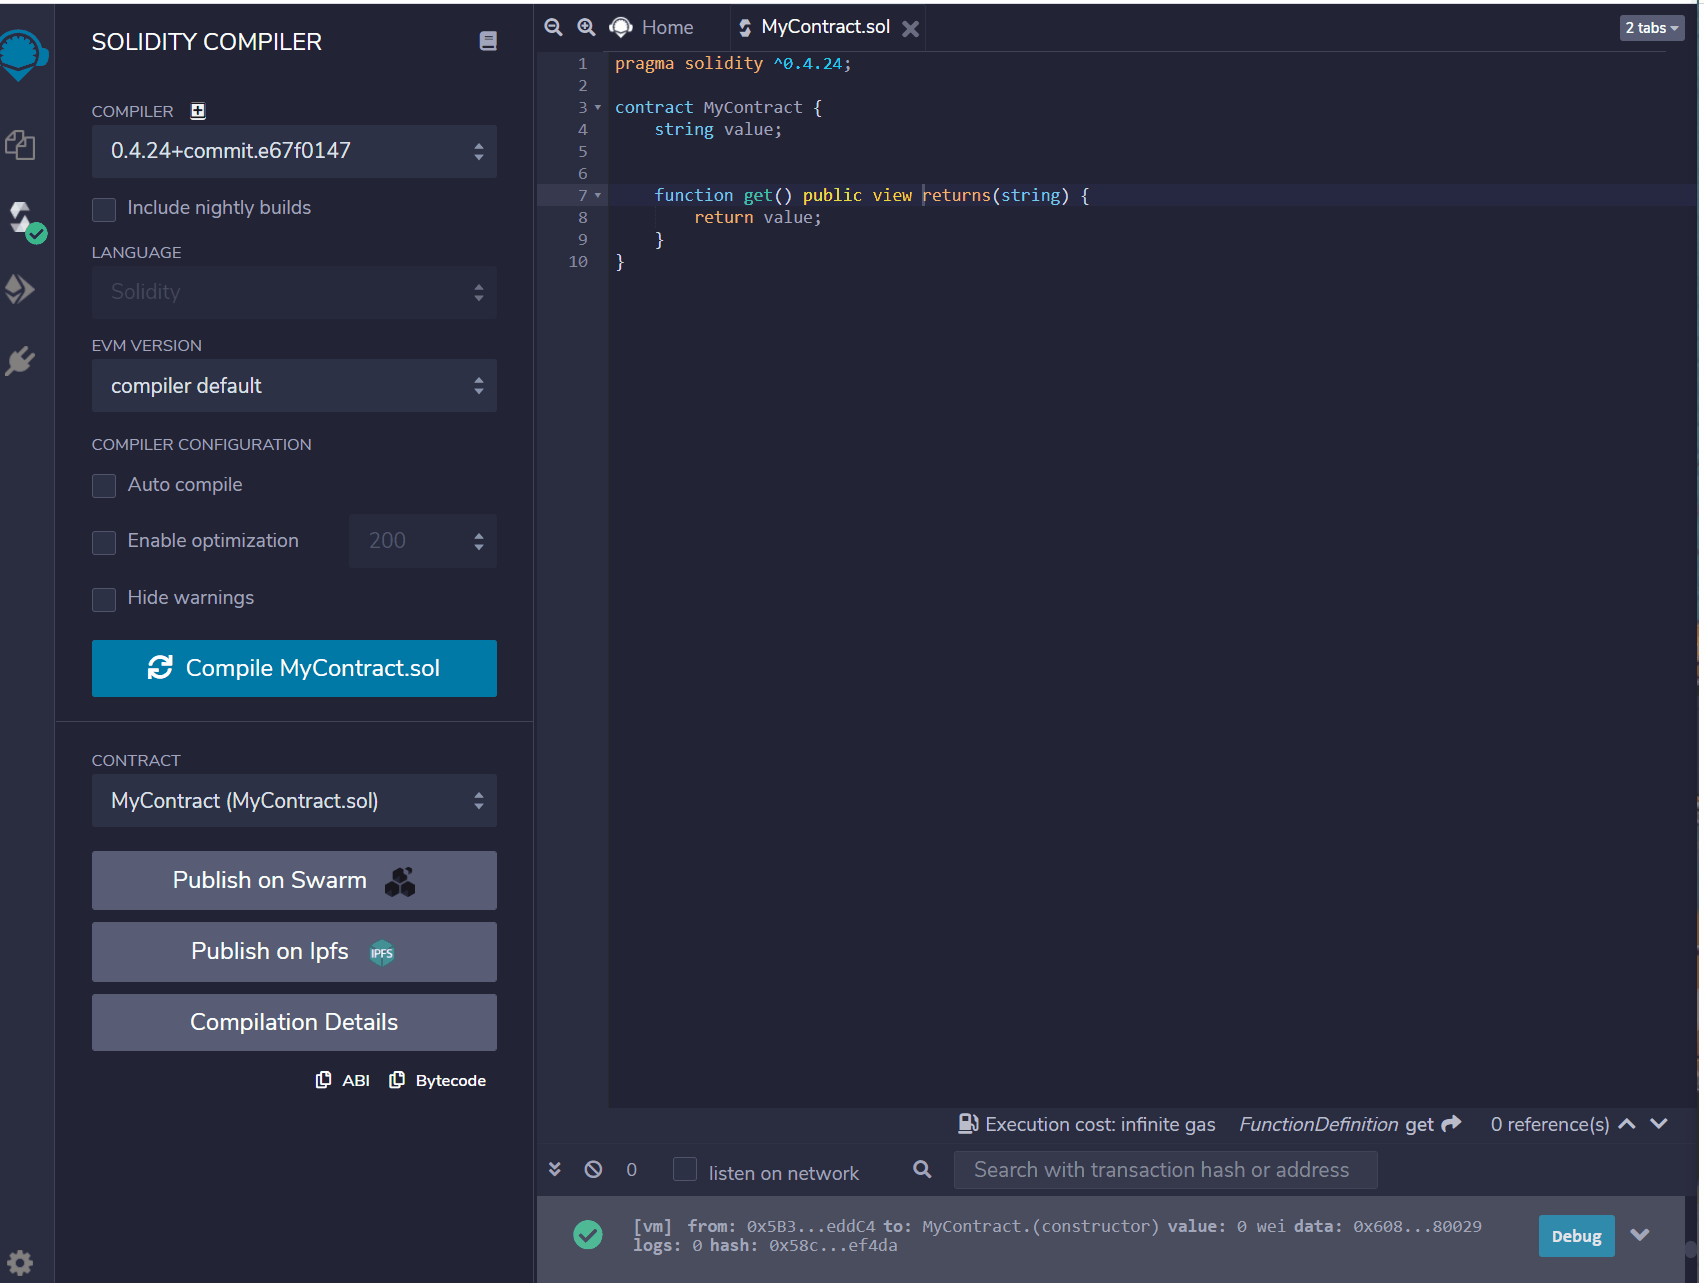 SOLIDITY COMPILER
COMPILER
0.4.24+commit.e67f0147
Include nightly builds
LANGUAGE
Solidity
EVM VERSION
compiler default
COMPILER CONFIGURATION
Auto compile
Enable optimization 200
Hide warnings
Compile MyContract.sol
CONTRACT
MyContract (MyContract.sol)
Publish on Swarm
Publish on Ipfs IPFS
Compilation Details
ABI Bytecode
Home MyContract.sol 2 tabs
1 pragma solidity ^0.4.24;
2
3 contract MyContract {
4 string value;
5
6
7 function get() public view returns(string) {
8 return value;
9 }
10 }
Execution cost: infinite gas FunctionDefinition get 0 reference(s)
0 listen on network Search with transaction hash or address
[vm] from: 0x5B3...eddC4 to: MyContract.(constructor) value: 0 wei data: 0x608...80029
logs: 0 hash: 0x58c...ef4da
Debug